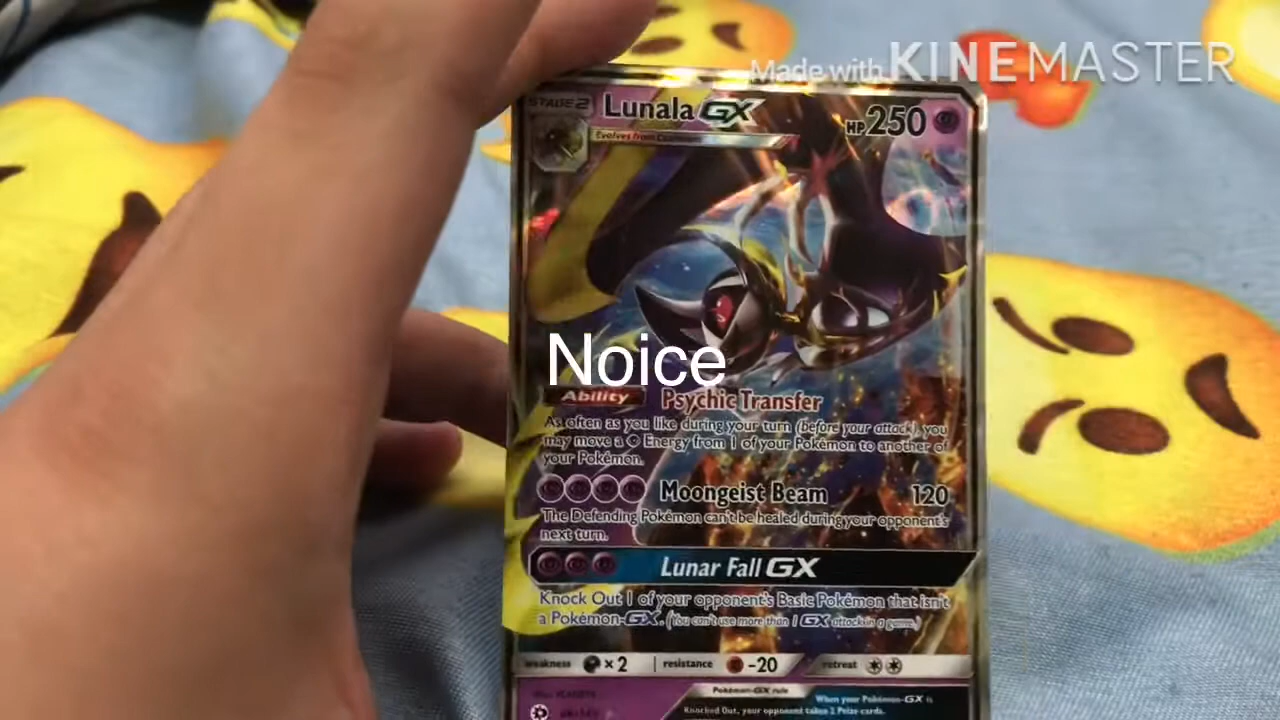 Made with KINEMASTER
STAGE 2 Lunala GX HP 250
Evolves from Cosmoem
Noice
Ability Psychic Transfer
As often as you like during your turn (before your attack), you
may move a Energy from 1 of your Pokémon to another of
your Pokémon.
Moongeist Beam 120
The Defending Pokémon can't be healed during your opponent's
next turn.
Lunar Fall GX
Knock Out 1 of your opponent's Basic Pokémon that isn't
a Pokémon-GX. (You can't use more than 1 GX attack in a game.)
weakness ×2 resistance -20 retreat
Pokémon-GX rule When your Pokémon-GX is
Knocked Out, your opponent takes 2 Prize cards.